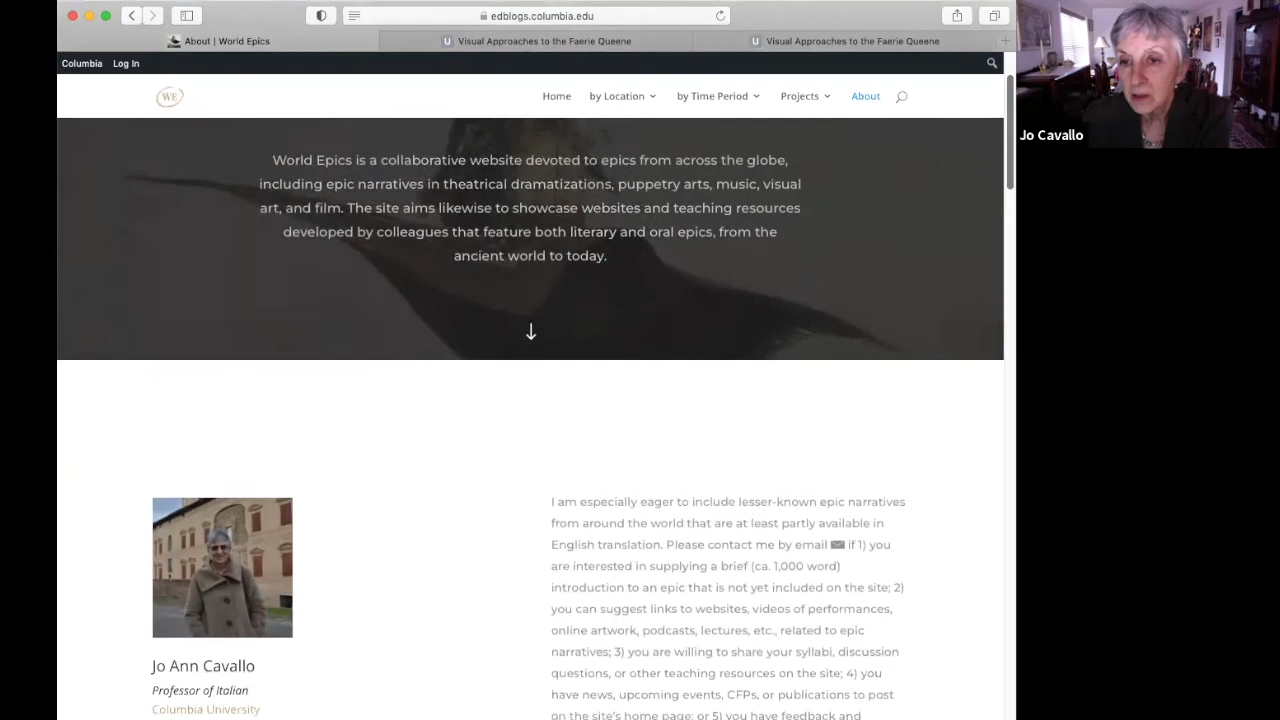 edblogs.columbia.edu
About | World Epics
U Visual Approaches to the Faerie Queene
U Visual Approaches to the Faerie Queene
Columbia Log In
WE
Home by Location by Time Period Projects About
World Epics is a collaborative website devoted to epics from across the globe,
including epic narratives in theatrical dramatizations, puppetry arts, music, visual
art, and film. The site aims likewise to showcase websites and teaching resources
developed by colleagues that feature both literary and oral epics, from the
ancient world to today.
Jo Ann Cavallo
Professor of Italian
Columbia University
I am especially eager to include lesser-known epic narratives
from around the world that are at least partly available in
English translation. Please contact me by email if 1) you
are interested in supplying a brief (ca. 1,000 word)
introduction to an epic that is not yet included on the site; 2)
you can suggest links to websites, videos of performances,
online artwork, podcasts, lectures, etc., related to epic
narratives; 3) you are willing to share your syllabi, discussion
questions, or other teaching resources on the site; 4) you
have news, upcoming events, CFPs, or publications to post
on the site's home page; or 5) you have feedback and
Jo Cavallo